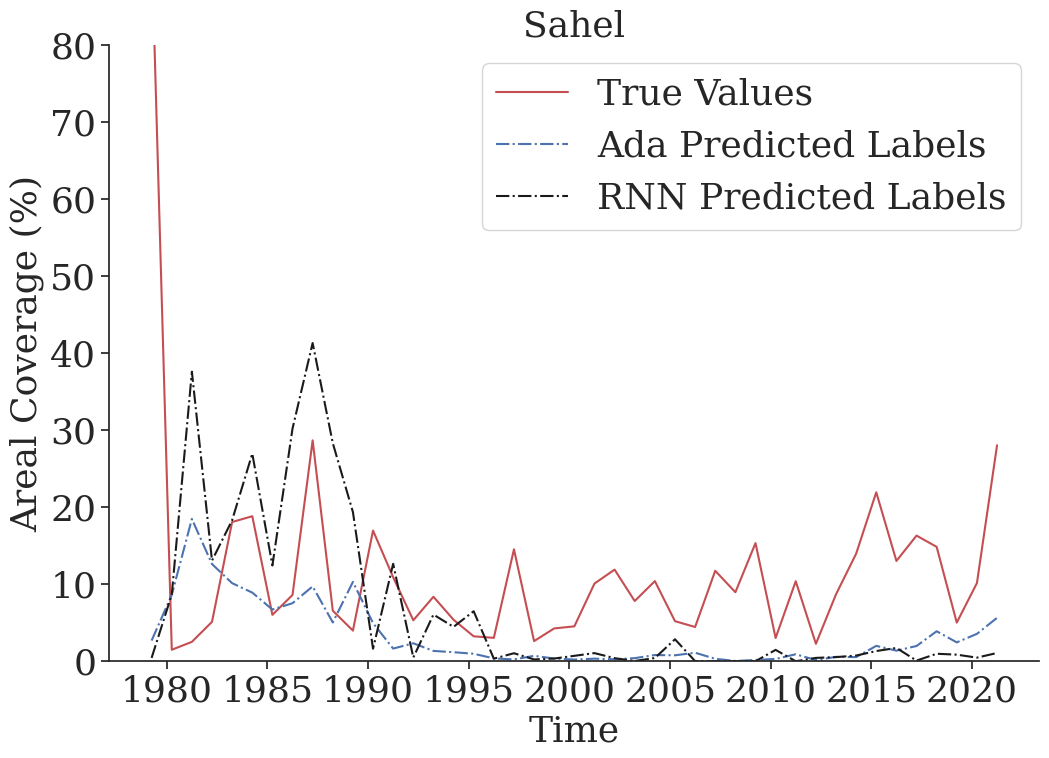 Sahel
80
70
60
50
40
30
20
10
0
Areal Coverage (%)
True Values
Ada Predicted Labels
RNN Predicted Labels
1980 1985 1990 1995 2000 2005 2010 2015 2020
Time